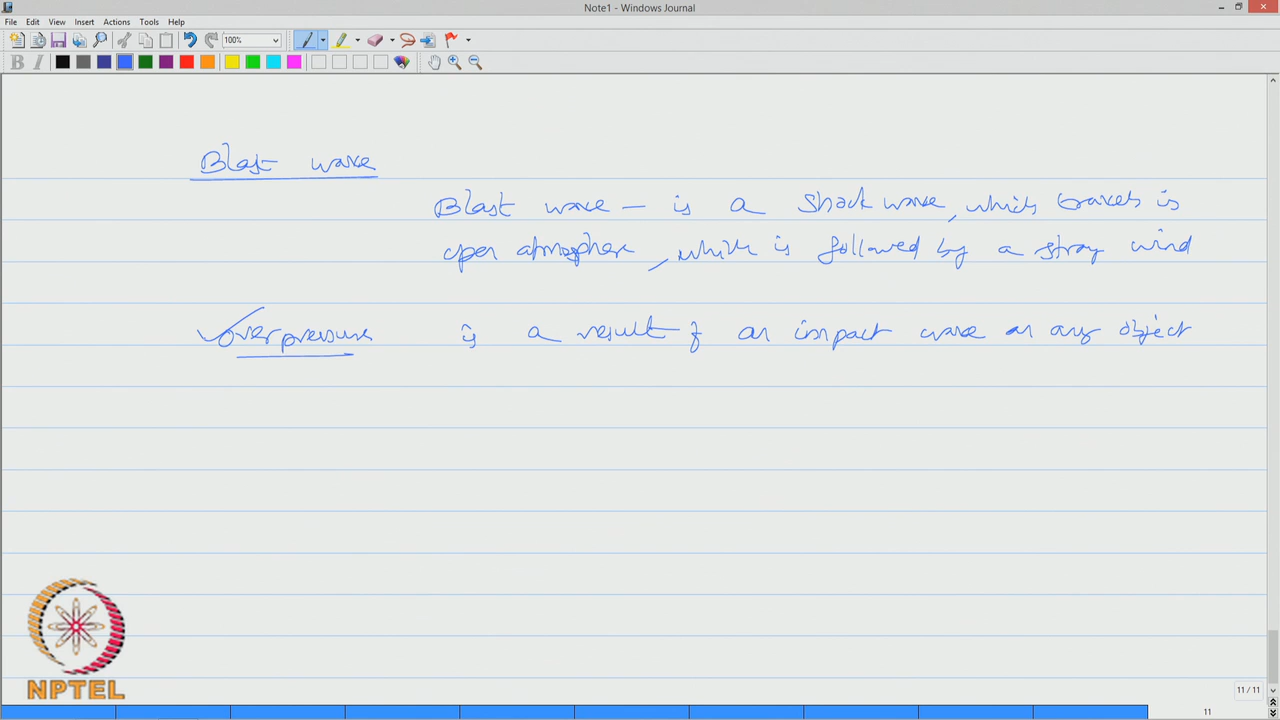 Note1 - Windows Journal
File Edit View Insert Actions Tools Help
100%
B I
Blast wave
Blast wave - is a Shock wave, which travels in
open atmosphere, which is followed by a strong wind
overpressure is a result of an impact wave on any object
NPTEL
11 / 11
11